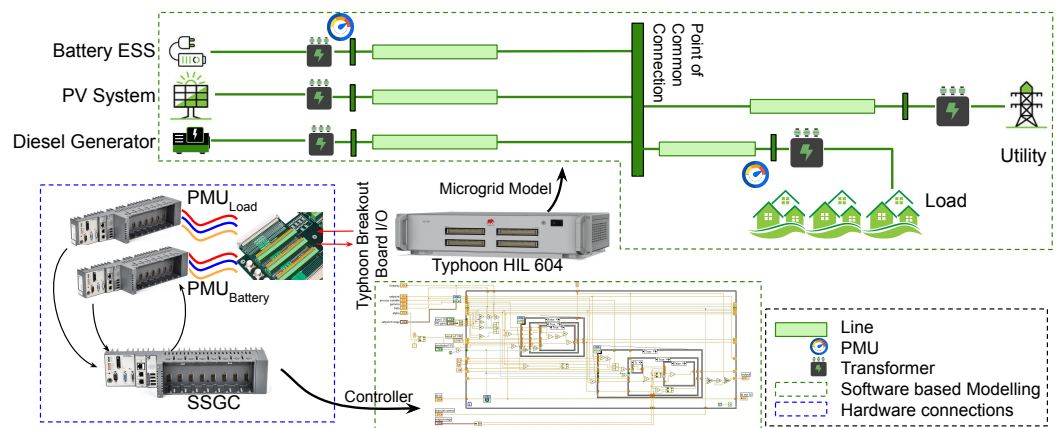 Battery ESS
PV System
Diesel Generator
Point of
Common
Connection
Utility
Load
Microgrid Model
PMU Load
PMU Battery
SSGC
Typhoon Breakout
Board I/O
Typhoon HIL 604
Controller
Line
PMU
Transformer
Software based Modelling
Hardware connections